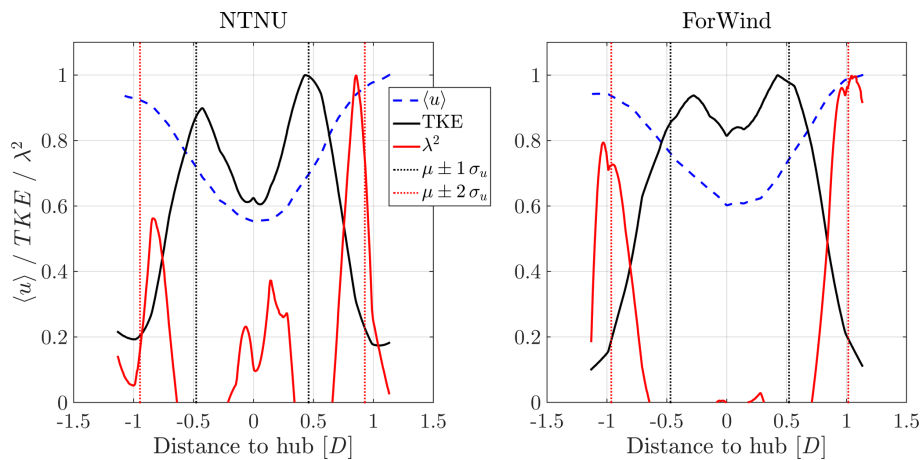 NTNU
ForWind
⟨u⟩ / TKE / λ²
1
0.8
0.6
0.4
0.2
0
-1.5 -1 -0.5 0 0.5 1 1.5
Distance to hub [D]
⟨u⟩
TKE
λ²
μ ± 1 σᵤ
μ ± 2 σᵤ
1
0.8
0.6
0.4
0.2
0
-1.5 -1 -0.5 0 0.5 1 1.5
Distance to hub [D]